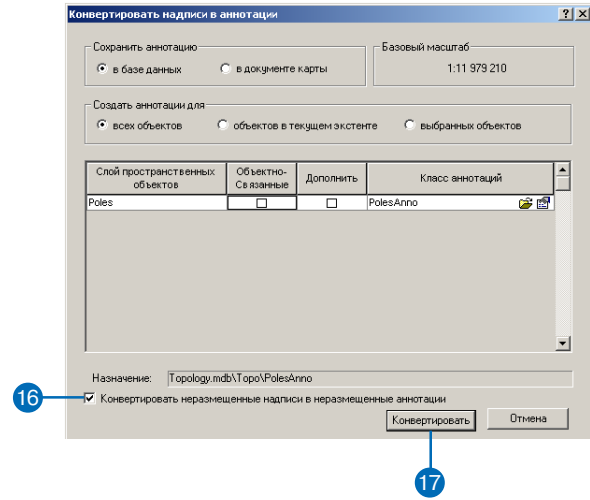 Конвертировать надписи в аннотации
Сохранить аннотацию
в базе данных
в документе карты
Базовый масштаб
1:11 979 210
Создать аннотации для
всех объектов
объектов в текущем экстенте
выбранных объектов
Слой пространственных объектов
Объектно-Связанные
Дополнить
Класс аннотаций
Poles
PolesAnno
Назначение: Topology.mdb\Topo\PolesAnno
16
Конвертировать неразмещенные надписи в неразмещенные аннотации
Конвертировать
Отмена
17